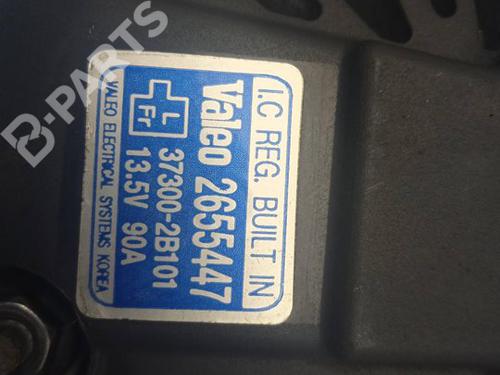 I.C REG. BUILT IN
Valeo 2655447
L
Fr
37300-2B101
13.5V 90A
VALEO ELECTRICAL SYSTEMS KOREA
B-PARTS